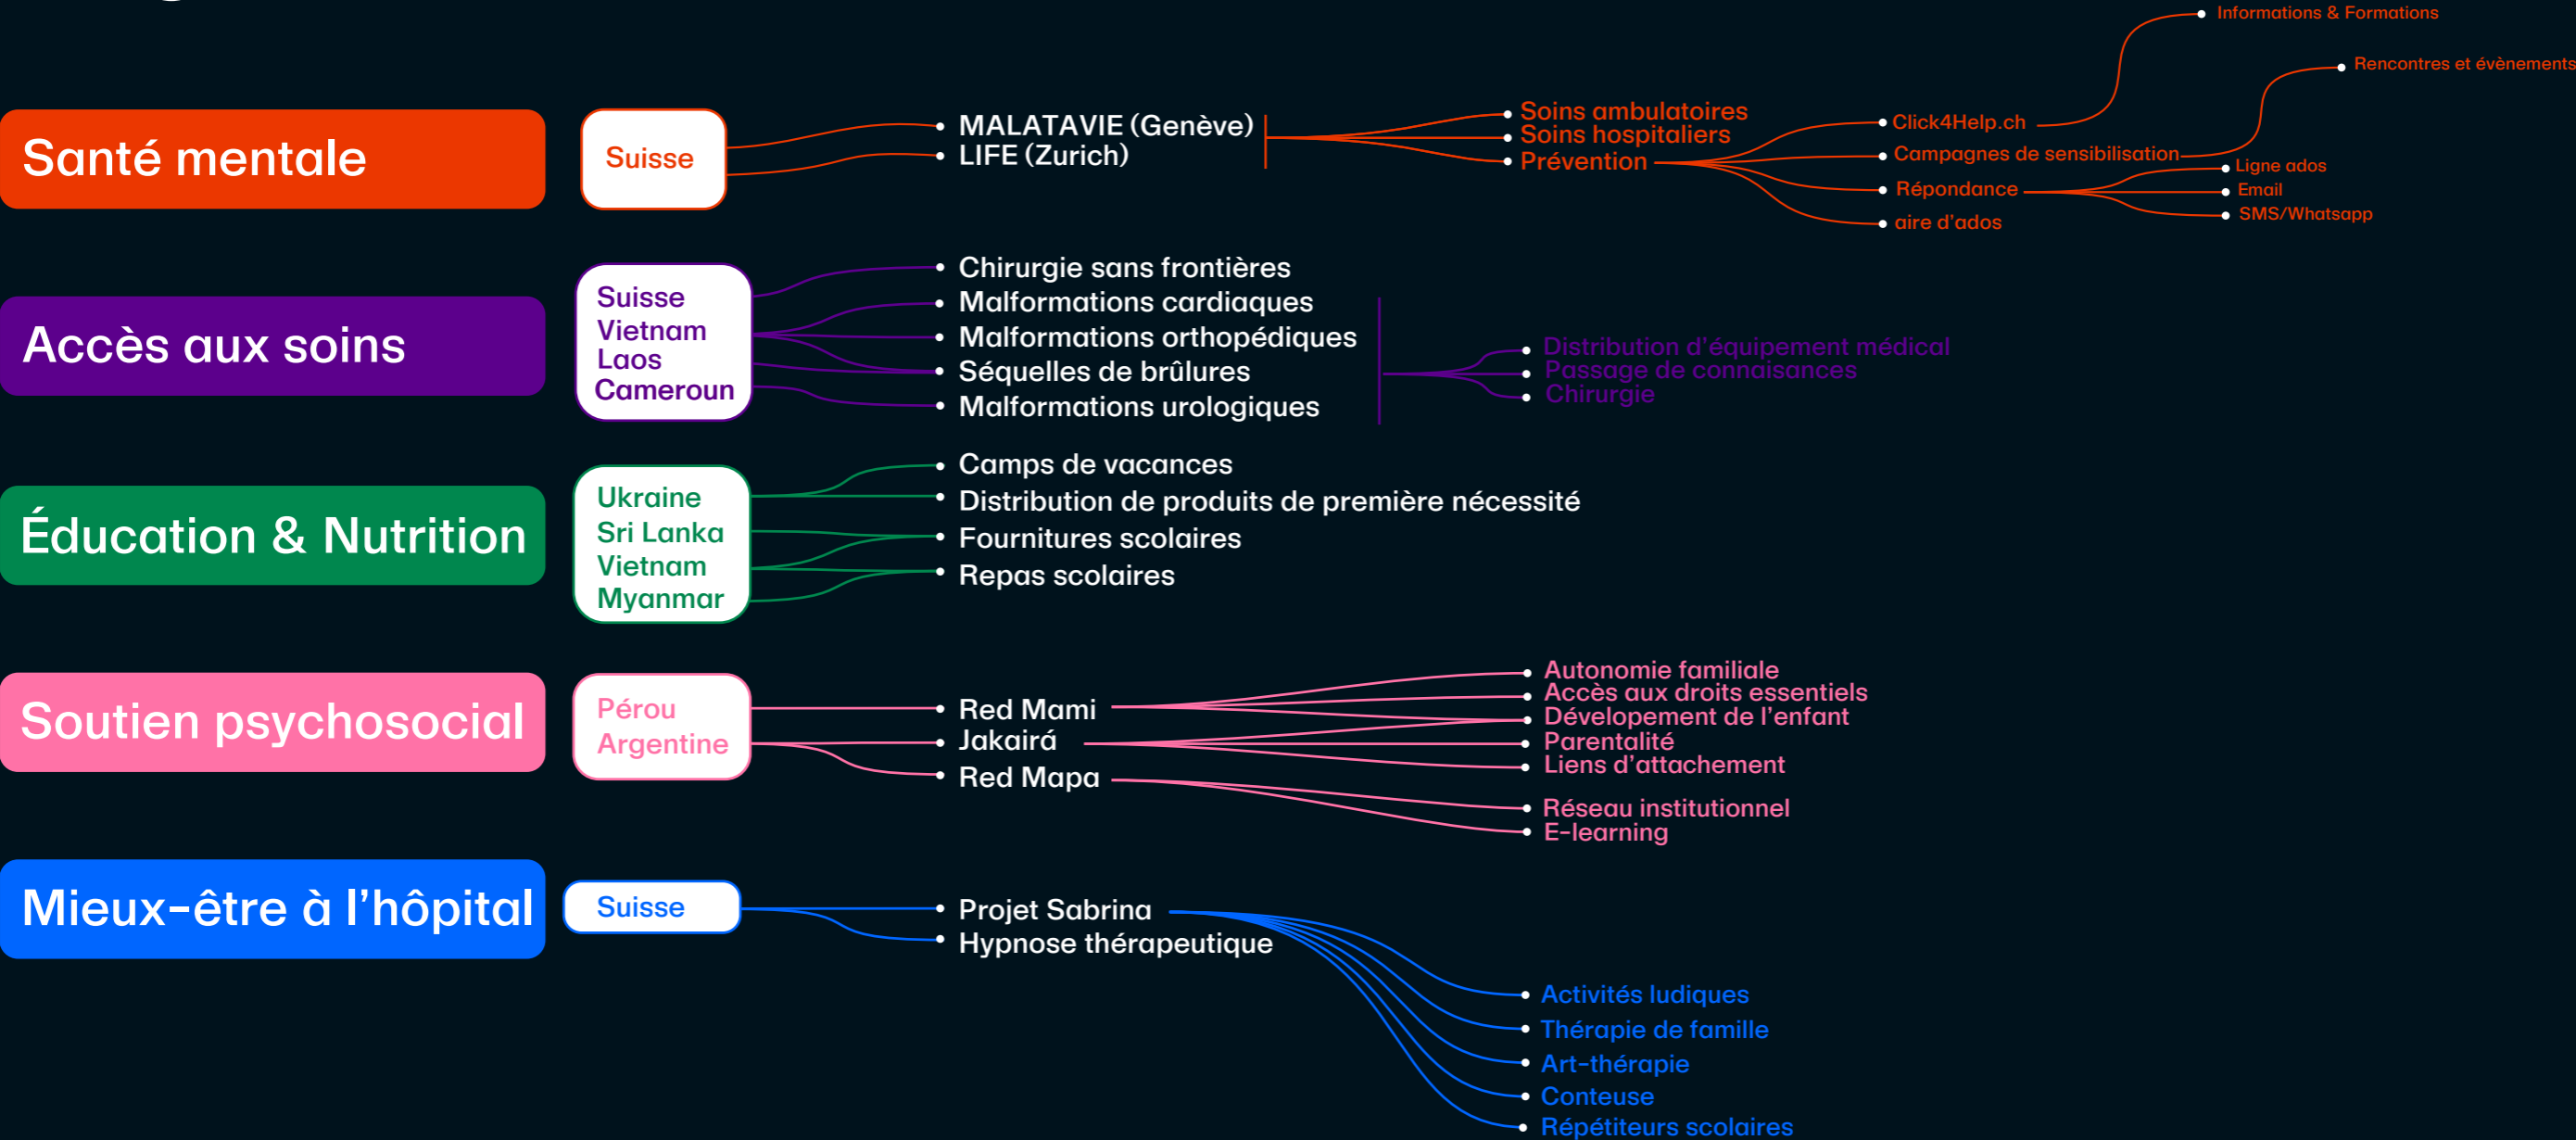 Santé mentale
Suisse
MALATAVIE (Genève)
LIFE (Zurich)
Soins ambulatoires
Soins hospitaliers
Prévention
Click4Help.ch
Campagnes de sensibilisation
Répondance
aire d'ados
Informations & Formations
Rencontres et évènements
Ligne ados
Email
SMS/Whatsapp
Accès aux soins
Suisse
Vietnam
Laos
Cameroun
Chirurgie sans frontières
Malformations cardiaques
Malformations orthopédiques
Séquelles de brûlures
Malformations urologiques
Distribution d'équipement médical
Passage de connaisances
Chirurgie
Éducation & Nutrition
Ukraine
Sri Lanka
Vietnam
Myanmar
Camps de vacances
Distribution de produits de première nécessité
Fournitures scolaires
Repas scolaires
Soutien psychosocial
Pérou
Argentine
Red Mami
Jakairá
Red Mapa
Autonomie familiale
Accès aux droits essentiels
Dévelopement de l'enfant
Parentalité
Liens d'attachement
Réseau institutionnel
E-learning
Mieux-être à l'hôpital
Suisse
Projet Sabrina
Hypnose thérapeutique
Activités ludiques
Thérapie de famille
Art-thérapie
Conteuse
Répétiteurs scolaires